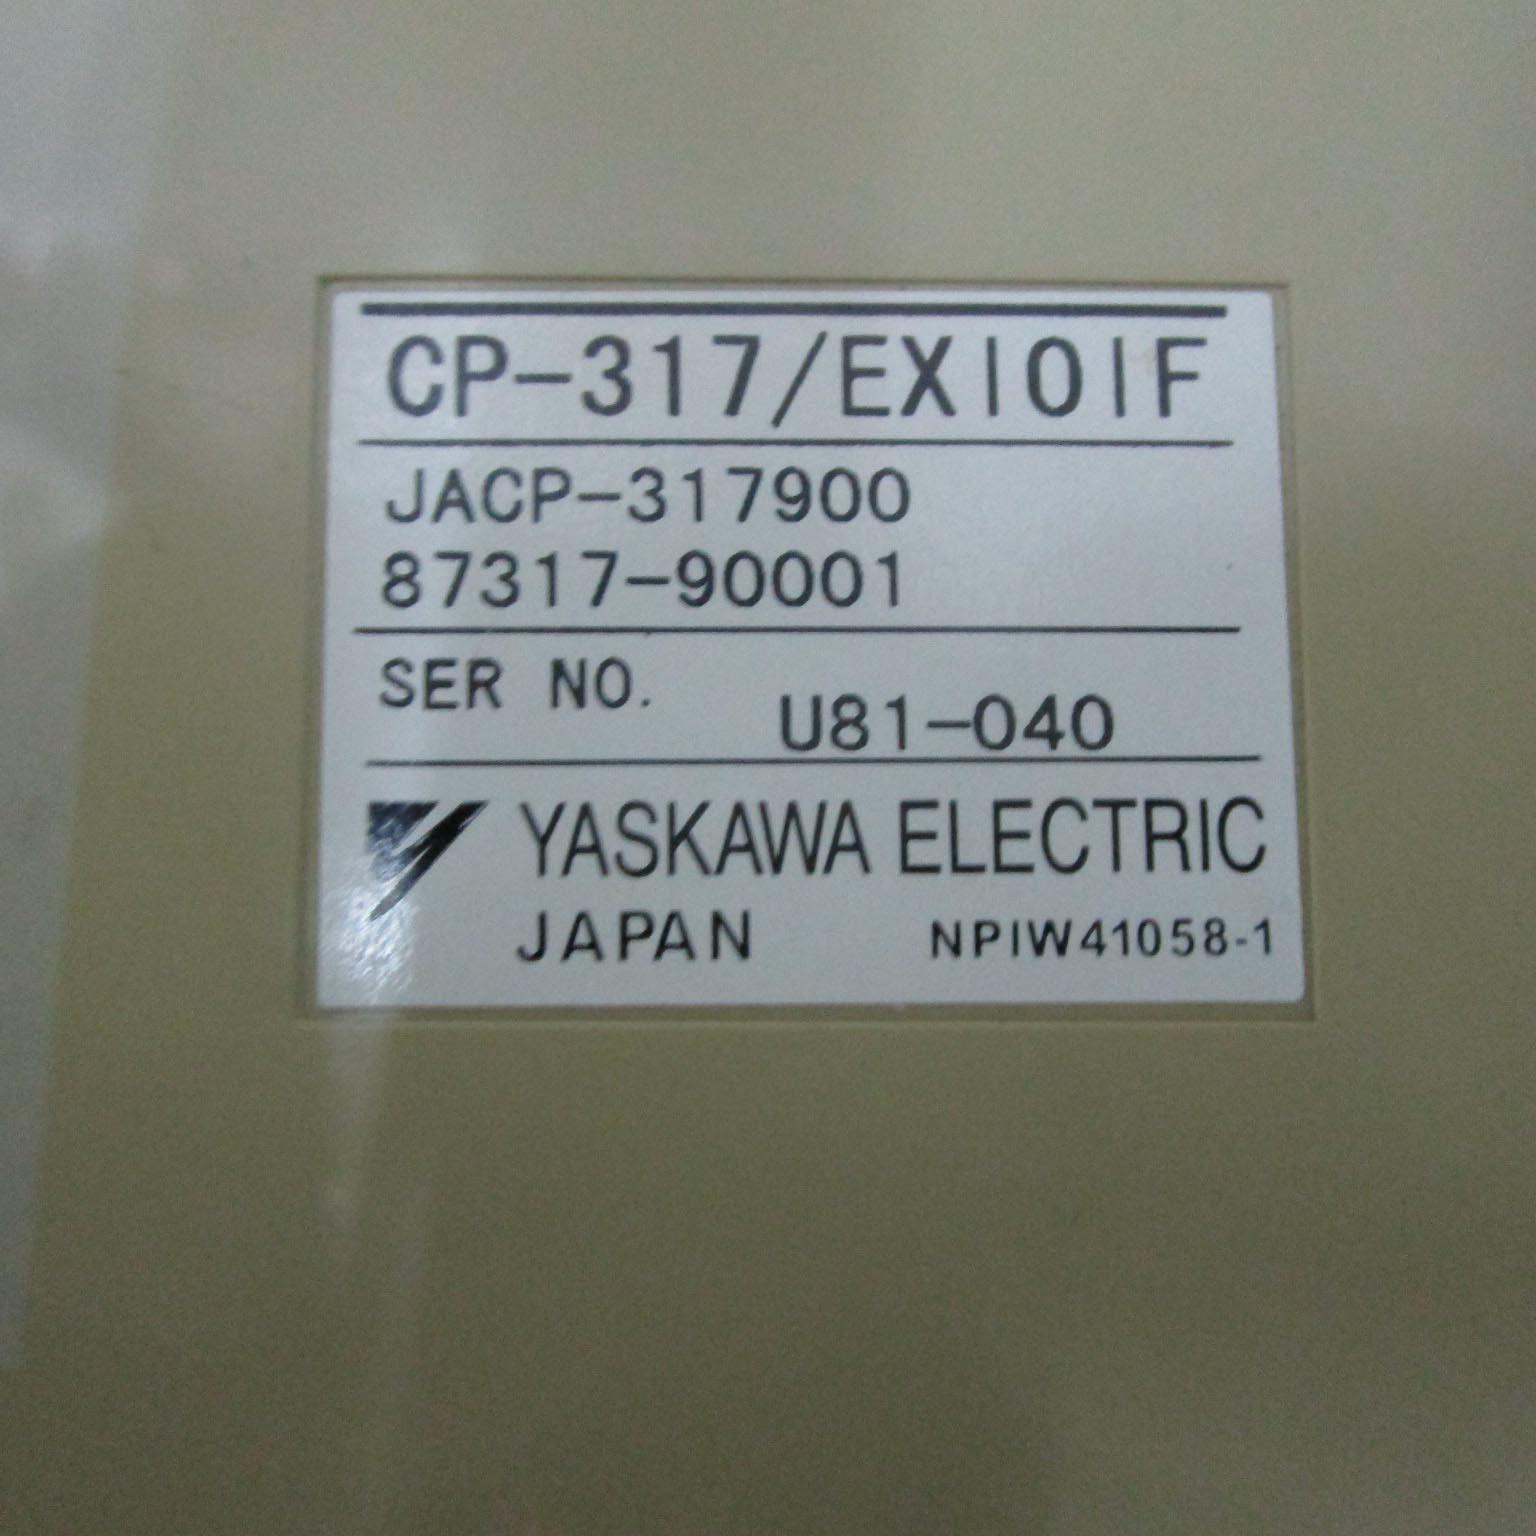 CP-317/EXIOIF
JACP-317900
87317-90001
SER NO.
U81-040
YASKAWA ELECTRIC
JAPAN NPIW41058-1